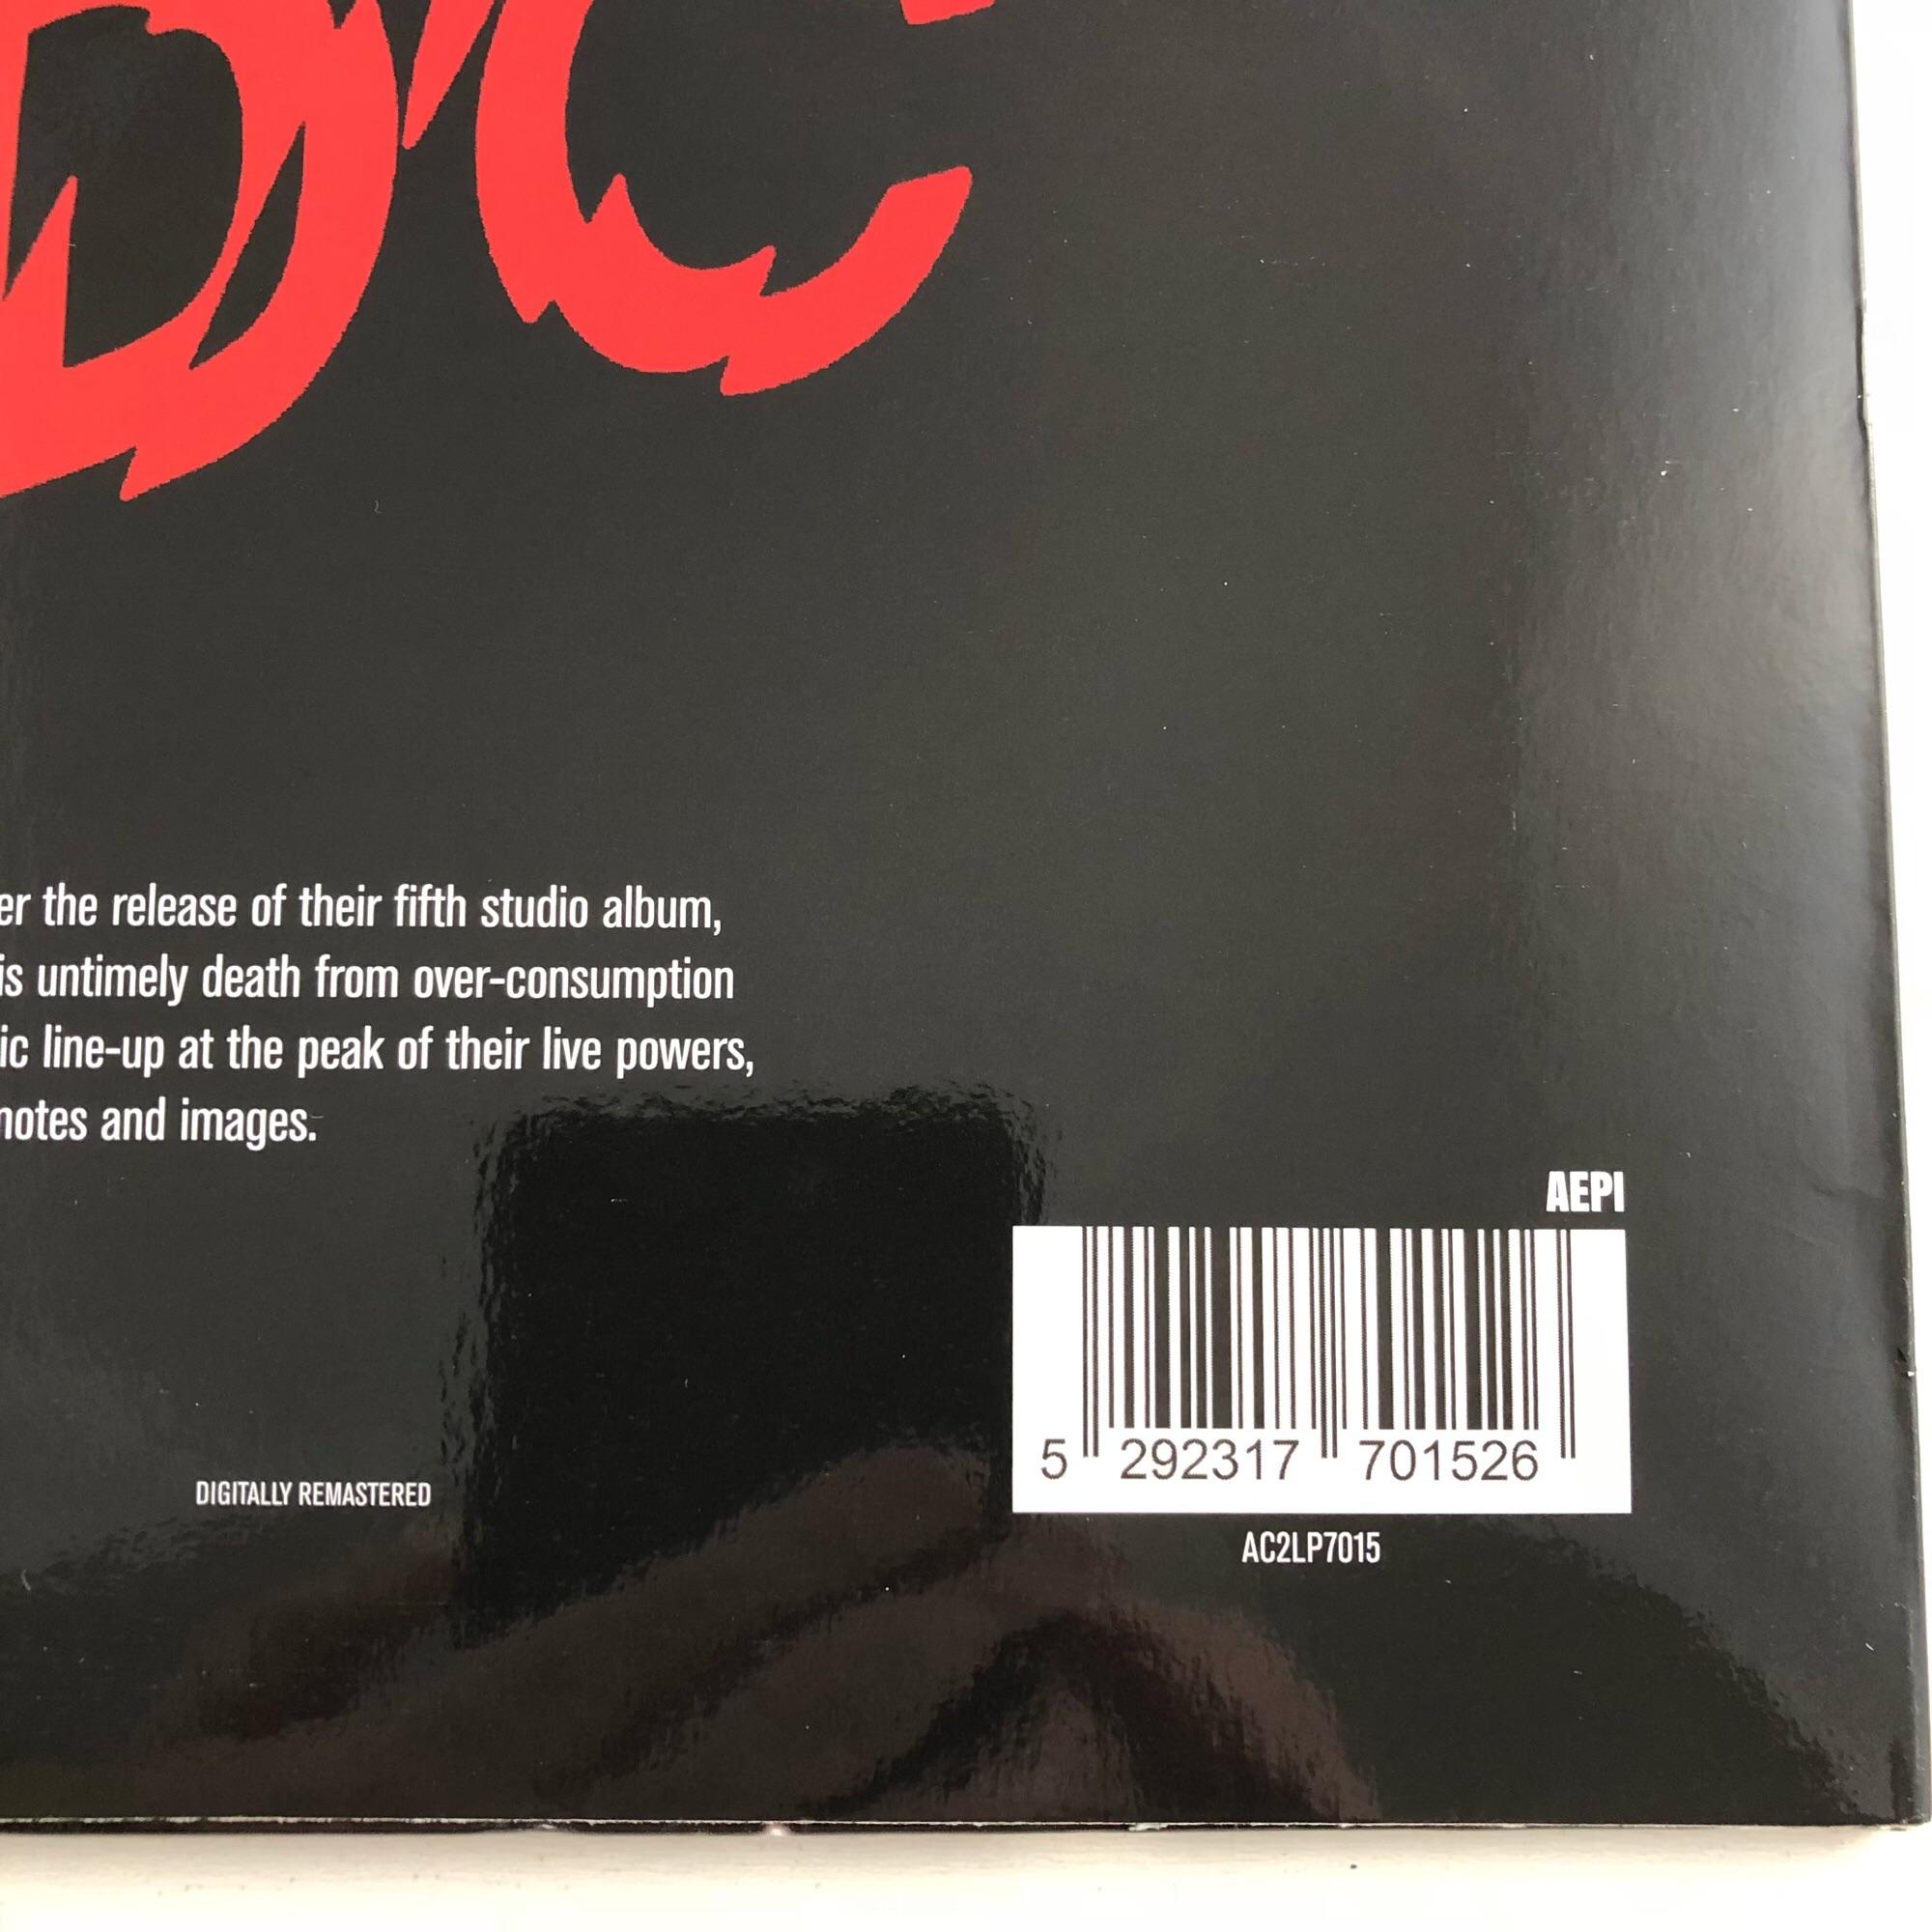 DC
er the release of their fifth studio album,
is untimely death from over-consumption
ic line-up at the peak of their live powers,
notes and images.
AEPI
5 292317 701526
DIGITALLY REMASTERED
AC2LP7015